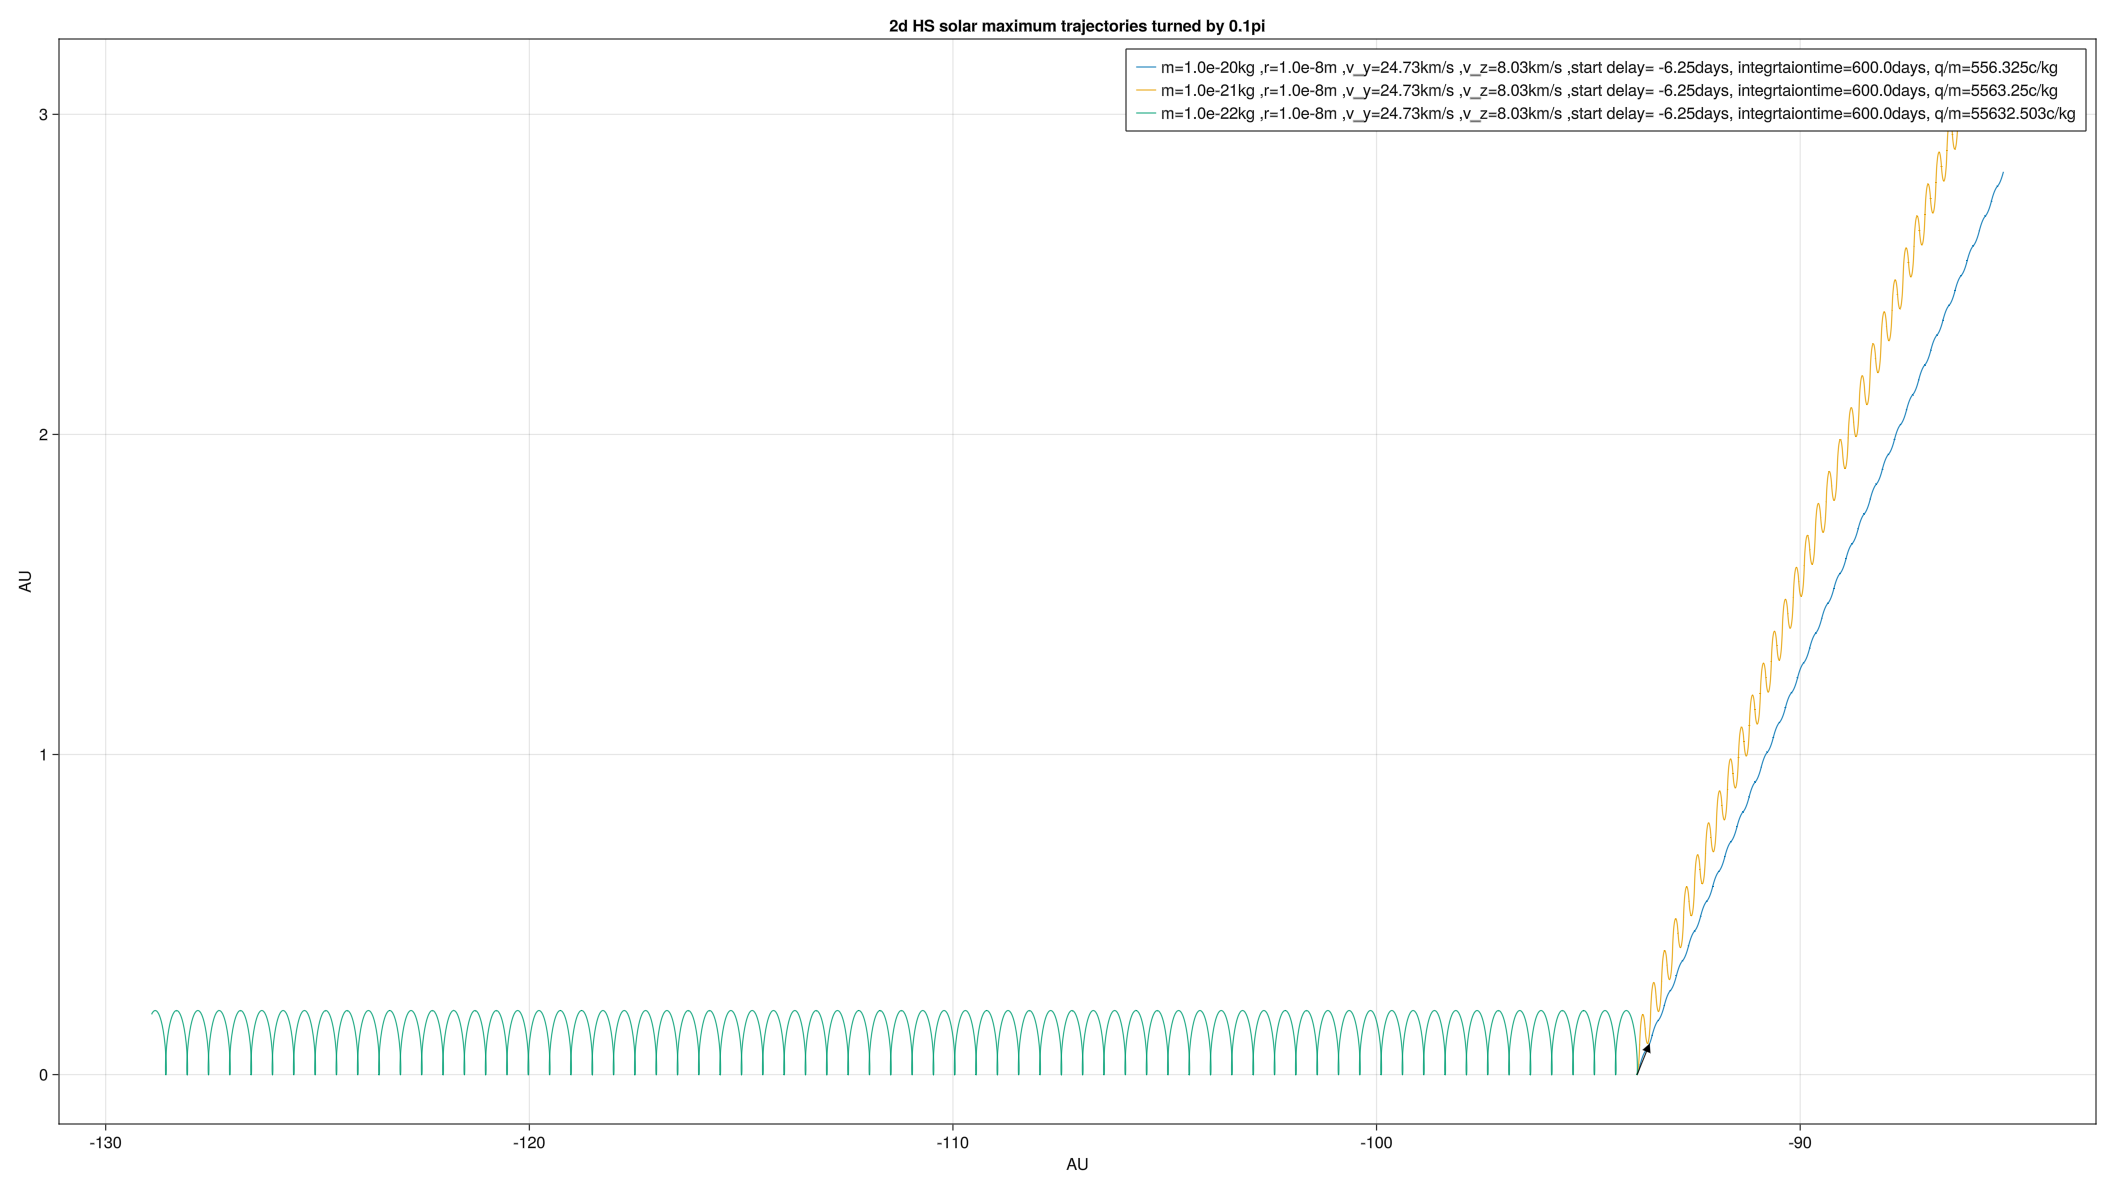 2d HS solar maximum trajectories turned by 0.1pi
m=1.0e-20kg ,r=1.0e-8m ,v_y=24.73km/s ,v_z=8.03km/s ,start delay= -6.25days, integrtaiontime=600.0days, q/m=556.325c/kg
m=1.0e-21kg ,r=1.0e-8m ,v_y=24.73km/s ,v_z=8.03km/s ,start delay= -6.25days, integrtaiontime=600.0days, q/m=5563.25c/kg
m=1.0e-22kg ,r=1.0e-8m ,v_y=24.73km/s ,v_z=8.03km/s ,start delay= -6.25days, integrtaiontime=600.0days, q/m=55632.503c/kg
3
2
AU
1
0
-130 -120 -110 -100 -90
AU